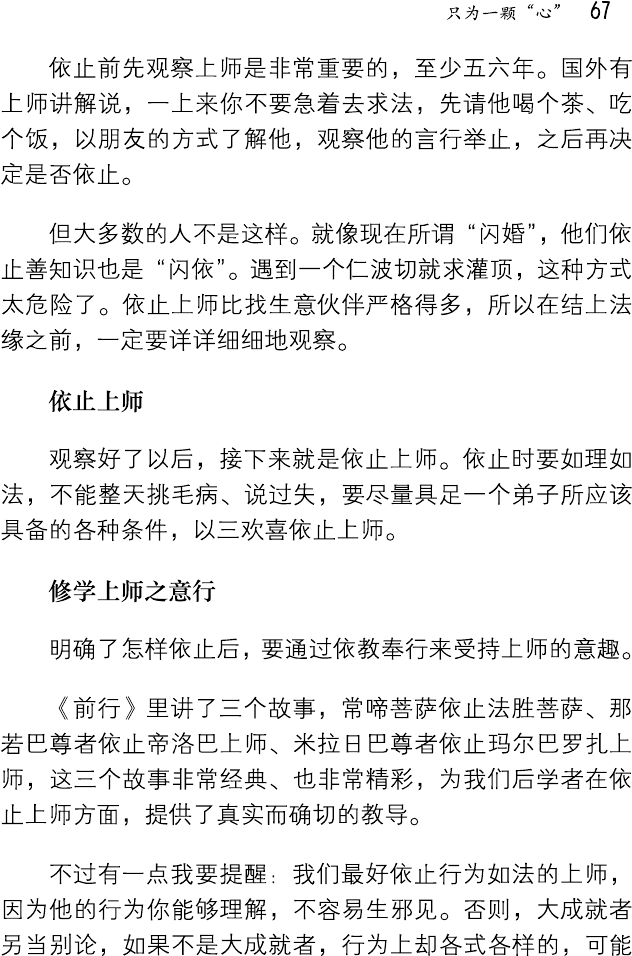 只为一颗“心” 67
依止前先观察上师是非常重要的，至少五六年。国外有
上师讲解说，一上来你不要急着去求法，先请他喝个茶、吃
个饭，以朋友的方式了解他，观察他的言行举止，之后再决
定是否依止。
但大多数的人不是这样。就像现在所谓“闪婚”，他们依
止善知识也是“闪依”。遇到一个仁波切就求灌顶，这种方式
太危险了。依止上师比找生意伙伴严格得多，所以在结上法
缘之前，一定要详详细细地观察。
依止上师
观察好了以后，接下来就是依止上师。依止时要如理如
法，不能整天挑毛病、说过失，要尽量具足一个弟子所应该
具备的各种条件，以三欢喜依止上师。
修学上师之意行
明确了怎样依止后，要通过依教奉行来受持上师的意趣。
《前行》里讲了三个故事，常啼菩萨依止法胜菩萨、那
若巴尊者依止帝洛巴上师、米拉日巴尊者依止玛尔巴罗扎上
师，这三个故事非常经典、也非常精彩，为我们后学者在依
止上师方面，提供了真实而确切的教导。
不过有一点我要提醒：我们最好依止行为如法的上师，
因为他的行为你能够理解，不容易生邪见。否则，大成就者
另当别论，如果不是大成就者，行为上却各式各样的，可能